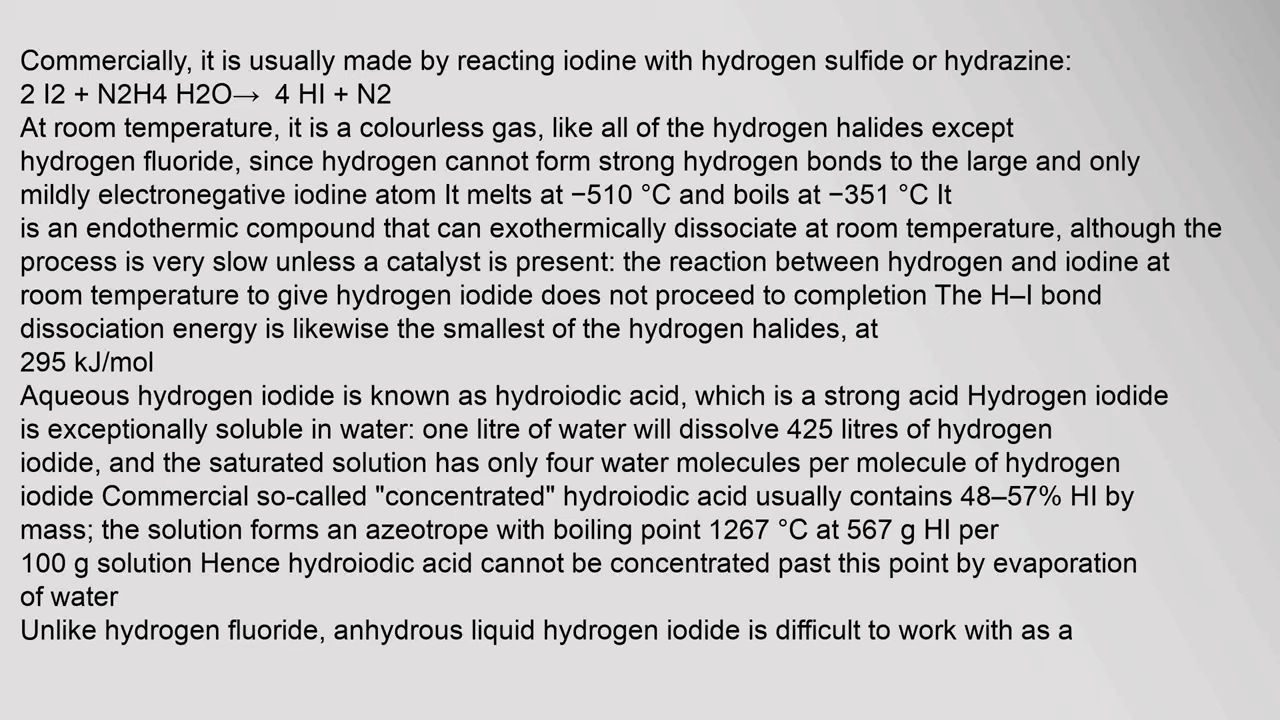 Commercially, it is usually made by reacting iodine with hydrogen sulfide or hydrazine:
2 I2 + N2H4 H2O→  4 HI + N2
At room temperature, it is a colourless gas, like all of the hydrogen halides except
hydrogen fluoride, since hydrogen cannot form strong hydrogen bonds to the large and only
mildly electronegative iodine atom It melts at −510 °C and boils at −351 °C It
is an endothermic compound that can exothermically dissociate at room temperature, although the
process is very slow unless a catalyst is present: the reaction between hydrogen and iodine at
room temperature to give hydrogen iodide does not proceed to completion The H–I bond
dissociation energy is likewise the smallest of the hydrogen halides, at
295 kJ/mol
Aqueous hydrogen iodide is known as hydroiodic acid, which is a strong acid Hydrogen iodide
is exceptionally soluble in water: one litre of water will dissolve 425 litres of hydrogen
iodide, and the saturated solution has only four water molecules per molecule of hydrogen
iodide Commercial so-called "concentrated" hydroiodic acid usually contains 48–57% HI by
mass; the solution forms an azeotrope with boiling point 1267 °C at 567 g HI per
100 g solution Hence hydroiodic acid cannot be concentrated past this point by evaporation
of water
Unlike hydrogen fluoride, anhydrous liquid hydrogen iodide is difficult to work with as a